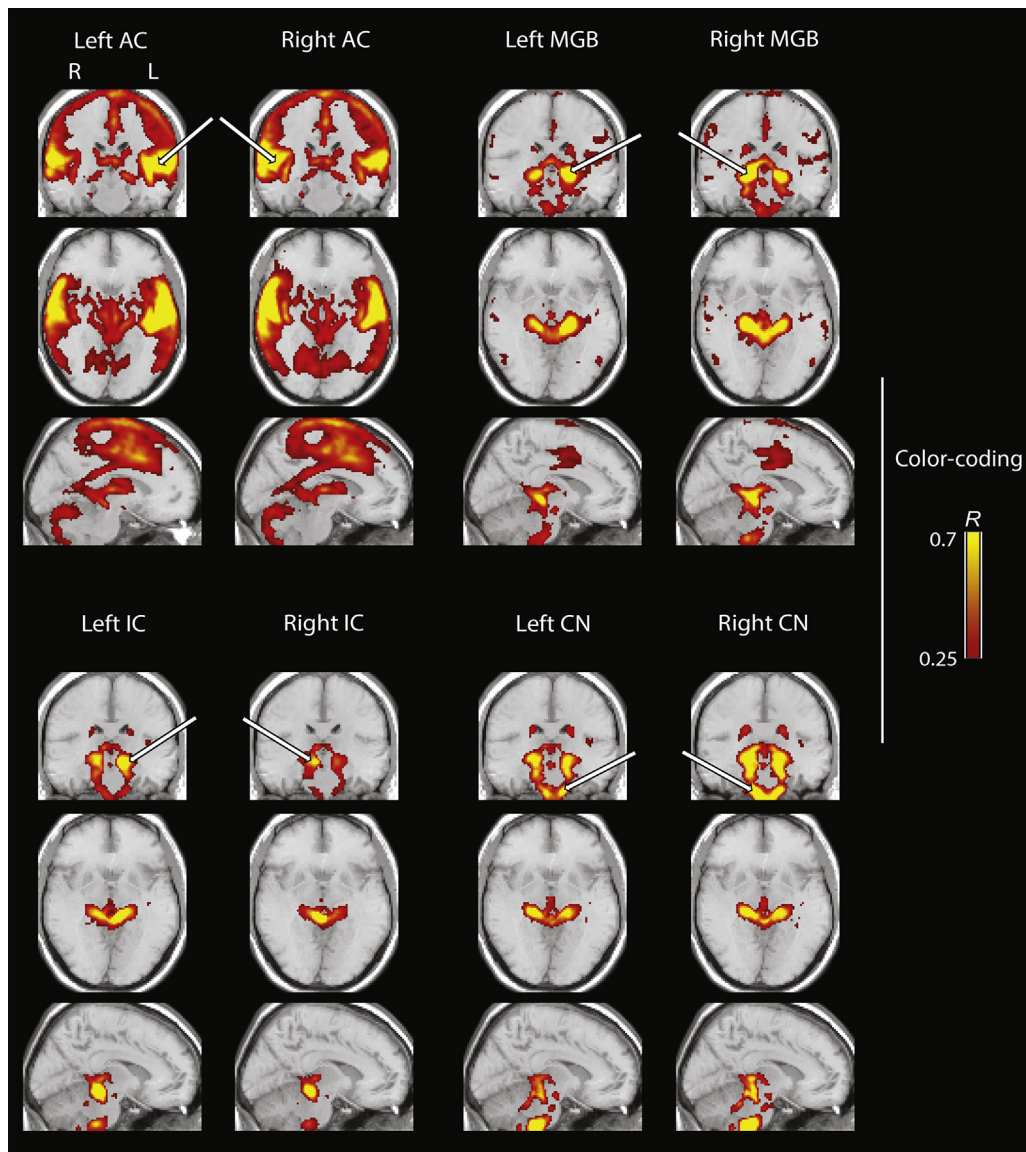 Left AC
Right AC
Left MGB
Right MGB
R
L
Color-coding
R
0.7
0.25
Left IC
Right IC
Left CN
Right CN